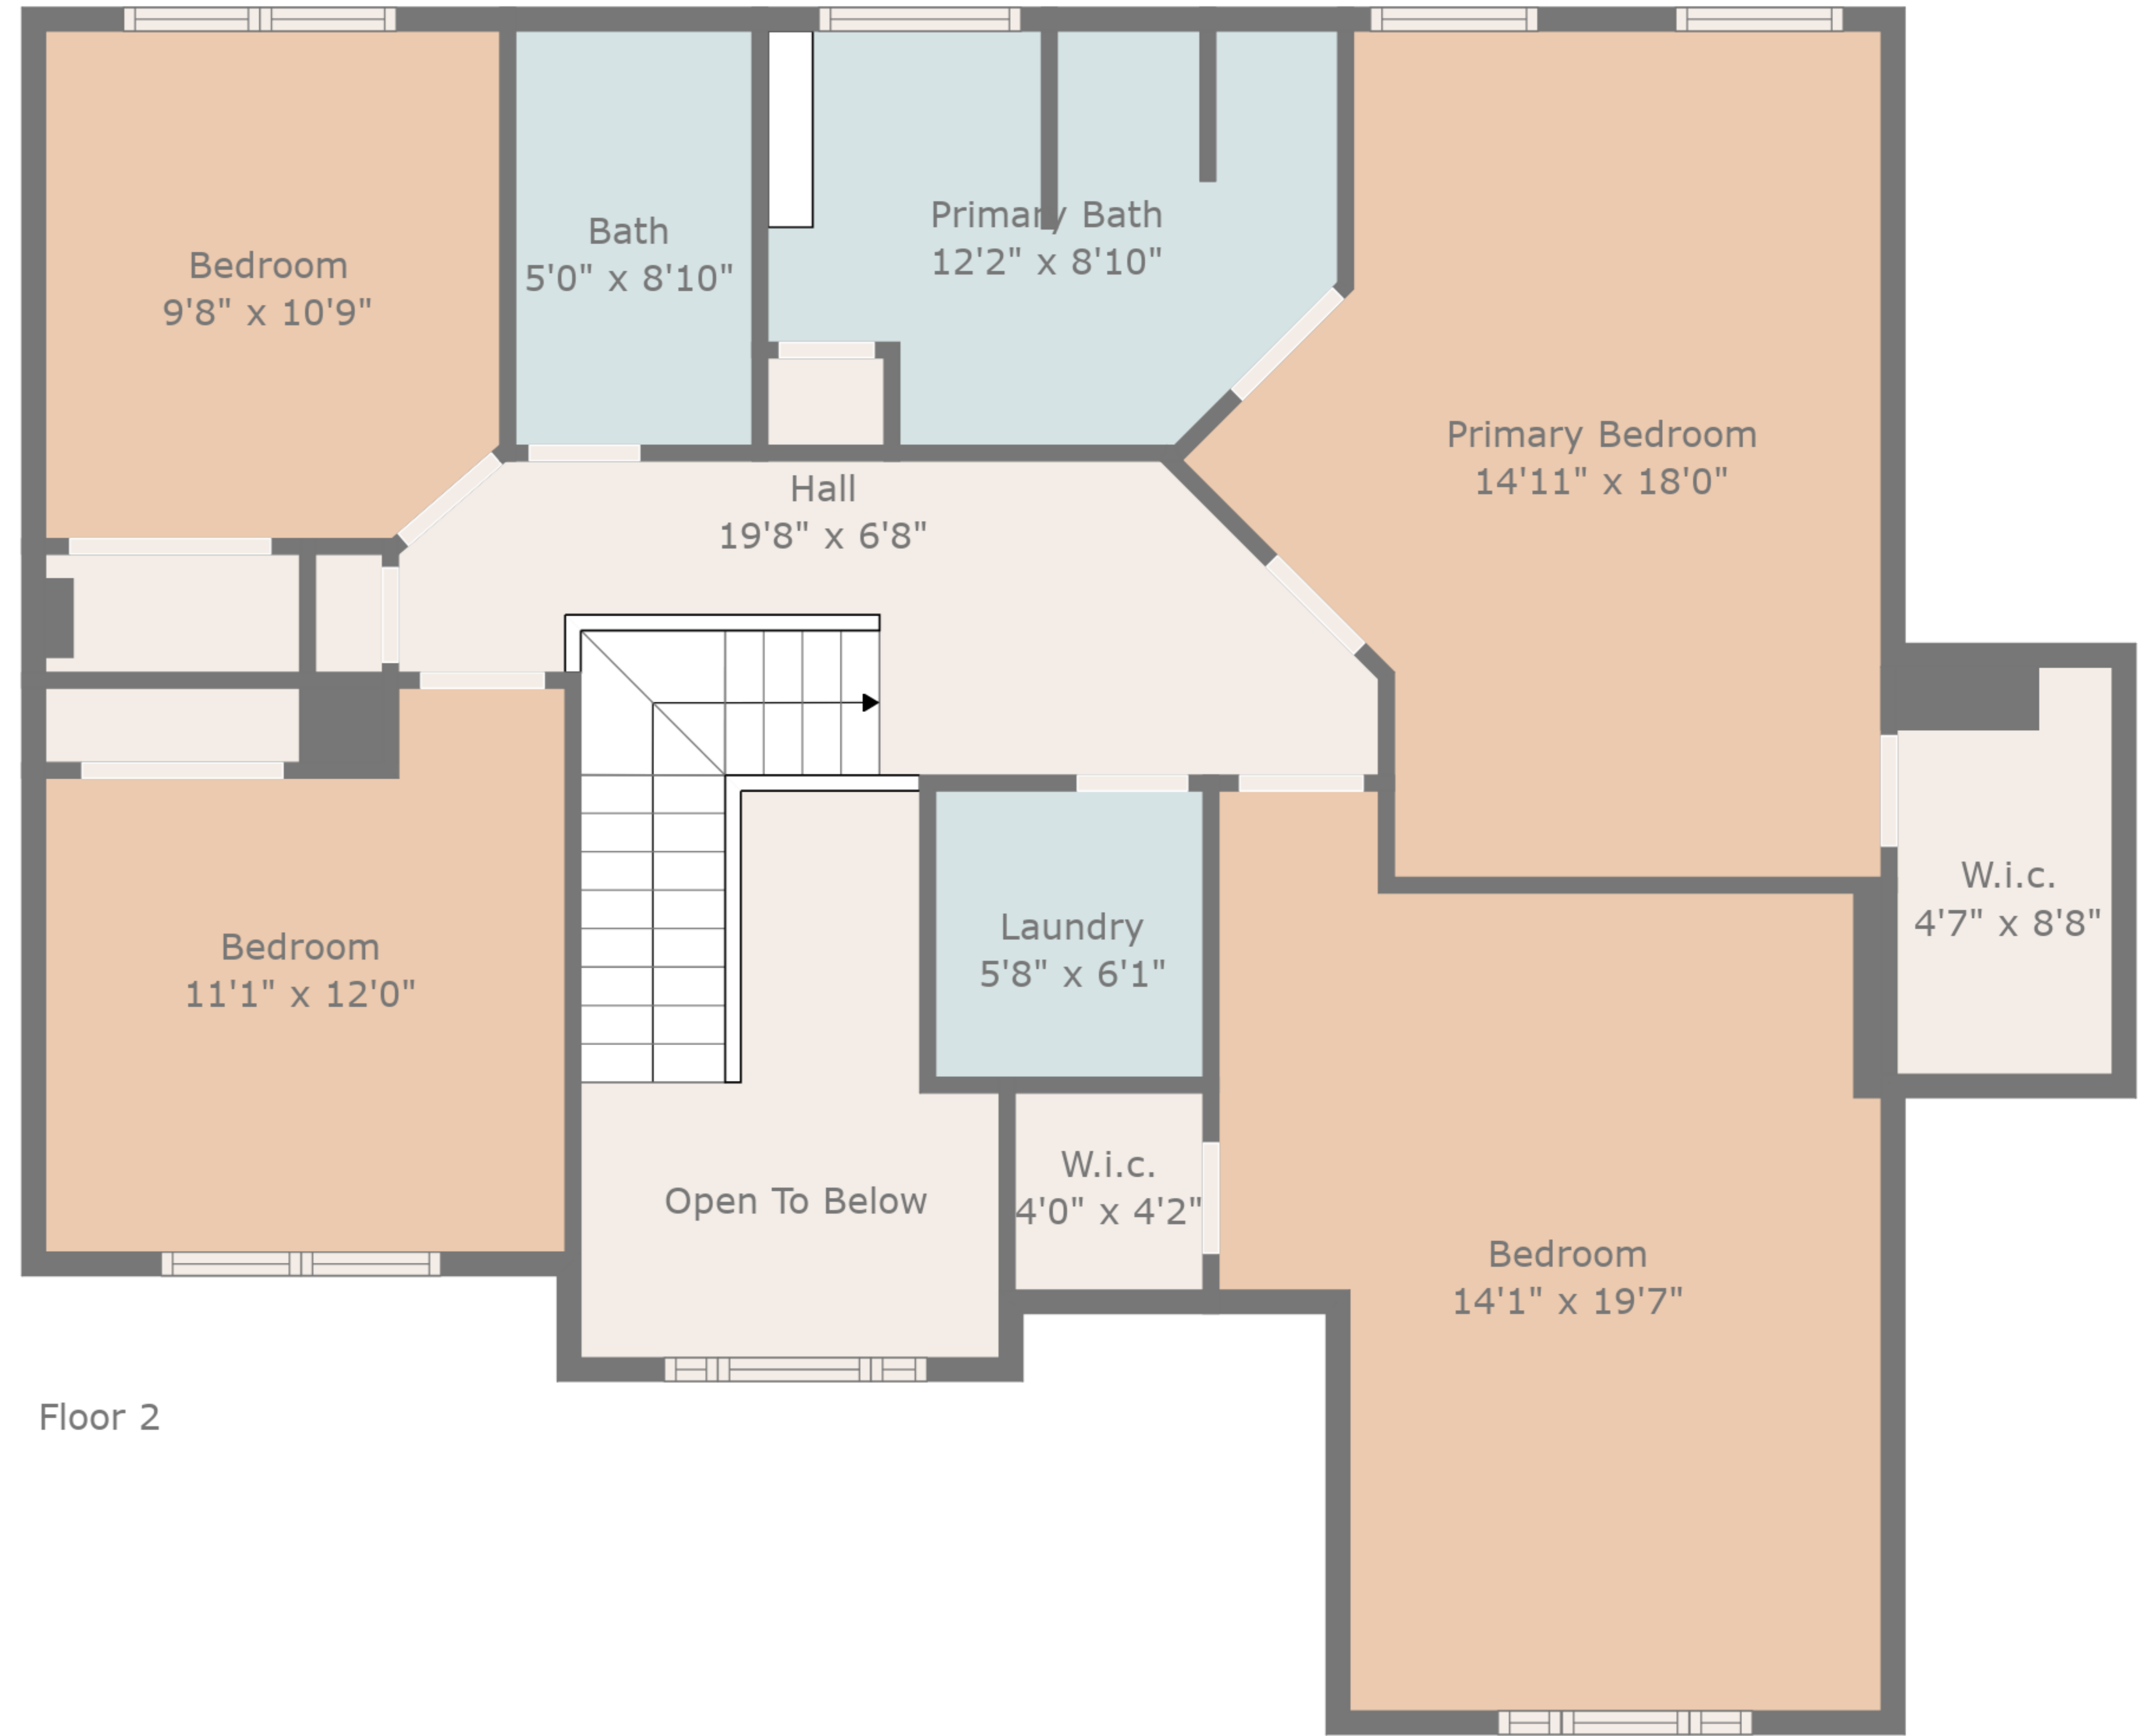 Bedroom
9'8" x 10'9"
Bath
5'0" x 8'10"
Primary Bath
12'2" x 8'10"
Primary Bedroom
14'11" x 18'0"
Hall
19'8" x 6'8"
W.i.c.
4'7" x 8'8"
Bedroom
11'1" x 12'0"
Laundry
5'8" x 6'1"
W.i.c.
4'0" x 4'2"
Open To Below
Bedroom
14'1" x 19'7"
Floor 2